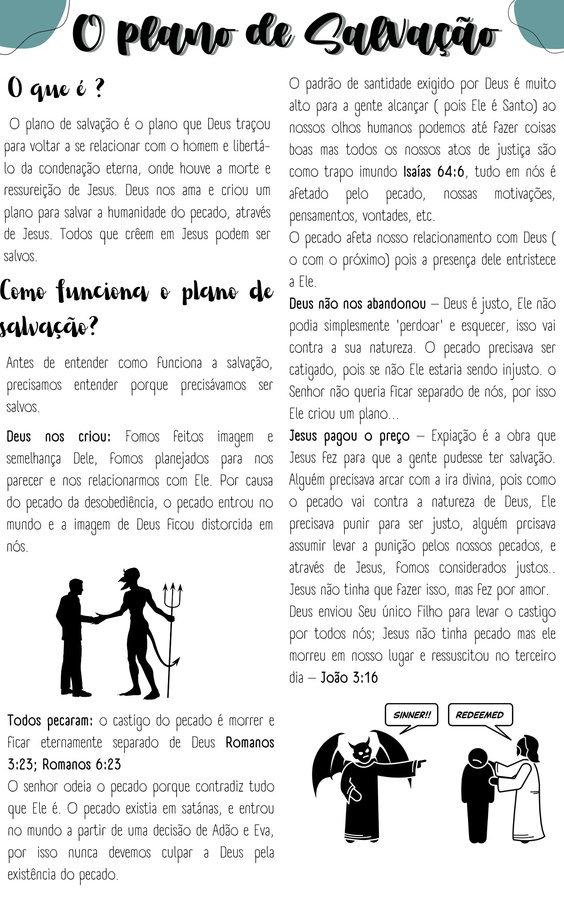 O plano de Salvação
O que é ?
O plano de salvação é o plano que Deus traçou
para voltar a se relacionar com o homem e libertá-
lo da condenação eterna, onde houve a morte e
ressureição de Jesus. Deus nos ama e criou um
plano para salvar a humanidade do pecado, através
de Jesus. Todos que crêem em Jesus podem ser
salvos.
Como funciona o plano de
salvação?
Antes de entender como funciona a salvação,
precisamos entender porque precisávamos ser
salvos.
Deus nos criou: Fomos feitos imagem e
semelhança Dele, fomos planejados para nos
parecer e nos relacionarmos com Ele. Por causa
do pecado da desobediência, o pecado entrou no
mundo e a imagem de Deus ficou distorcida em
nós.
Todos pecaram: o castigo do pecado é morrer e
ficar eternamente separado de Deus Romanos
3:23; Romanos 6:23
O senhor odeia o pecado porque contradiz tudo
que Ele é. O pecado existia em satánas, e entrou
no mundo a partir de uma decisão de Adão e Eva,
por isso nunca devemos culpar a Deus pela
existência do pecado.
O padrão de santidade exigido por Deus é muito
alto para a gente alcançar ( pois Ele é Santo) ao
nossos olhos humanos podemos até fazer coisas
boas mas todos os nossos atos de justiça são
como trapo imundo Isaías 64:6, tudo em nós é
afetado pelo pecado, nossas motivações,
pensamentos, vontades, etc.
O pecado afeta nosso relacionamento com Deus (
o com o próximo) pois a presença dele entristece
a Ele.
Deus não nos abandonou – Deus é justo, Ele não
podia simplesmente 'perdoar' e esquecer, isso vai
contra a sua natureza. O pecado precisava ser
catigado, pois se não Ele estaria sendo injusto. o
Senhor não queria ficar separado de nós, por isso
Ele criou um plano...
Jesus pagou o preço – Expiação é a obra que
Jesus fez para que a gente pudesse ter salvação.
Alguém precisava arcar com a ira divina, pois como
o pecado vai contra a natureza de Deus, Ele
precisava punir para ser justo, alguém prcisava
assumir levar a punição pelos nossos pecados, e
através de Jesus, fomos considerados justos..
Jesus não tinha que fazer isso, mas fez por amor.
Deus enviou Seu único Filho para levar o castigo
por todos nós; Jesus não tinha pecado mas ele
morreu em nosso lugar e ressuscitou no terceiro
dia – João 3:16
SINNER!!
REDEEMED